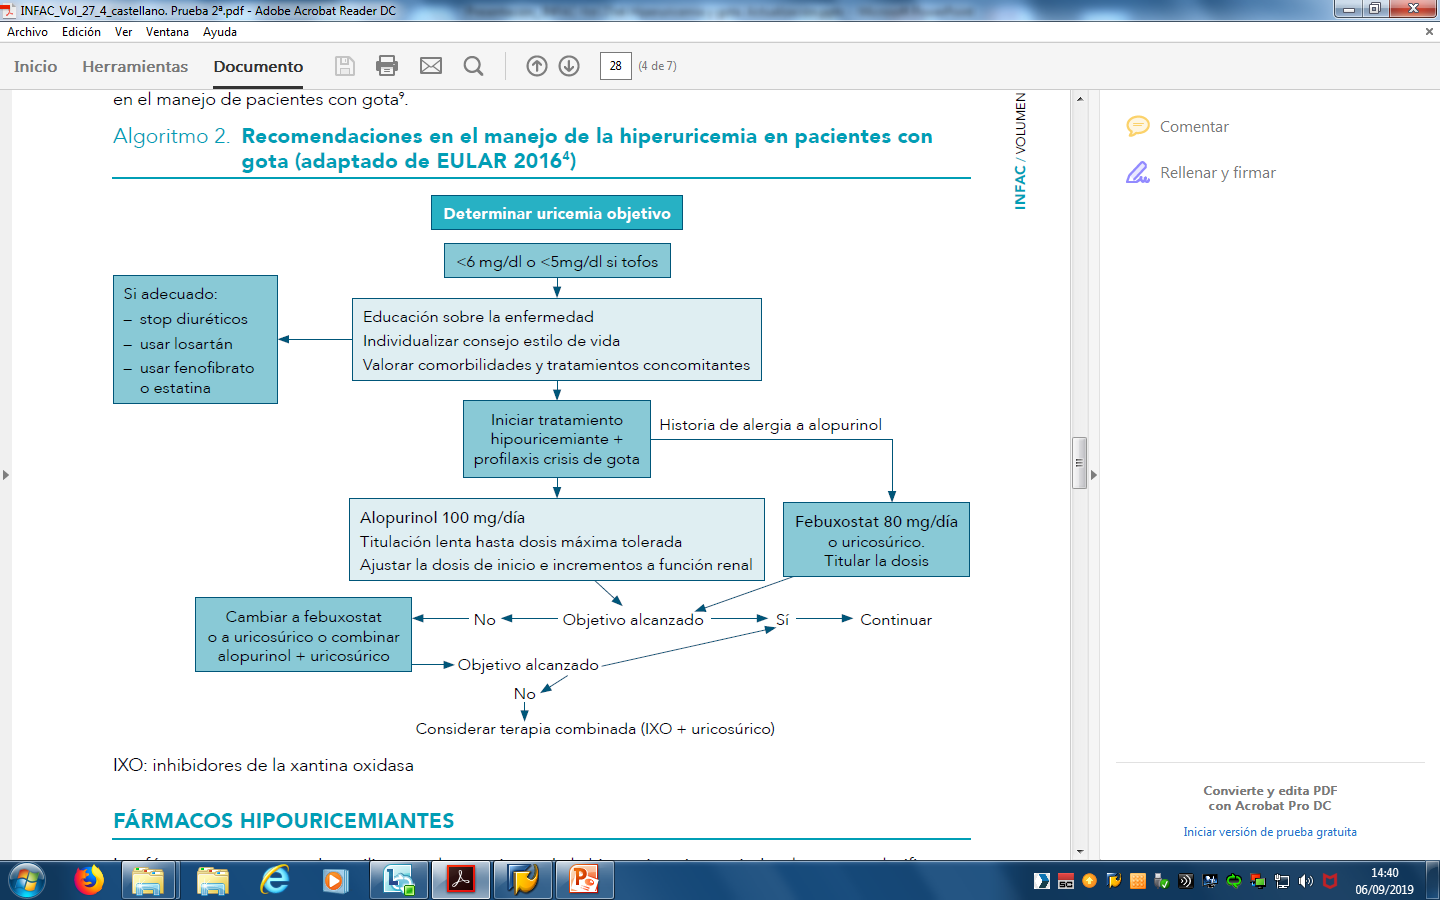 INFAC_Vol_27_4_castellano. Prueba 2ª.pdf - Adobe Acrobat Reader DC
Archivo Edición Ver Ventana Ayuda
Inicio Herramientas Documento 28 (4 de 7)
en el manejo de pacientes con gota⁹.
Algoritmo 2. Recomendaciones en el manejo de la hiperuricemia en pacientes con
gota (adaptado de EULAR 2016⁴)
INFAC / VOLUMEN
Comentar
Rellenar y firmar
Determinar uricemia objetivo
<6 mg/dl o <5mg/dl si tofos
Si adecuado:
– stop diuréticos
– usar losartán
– usar fenofibrato
o estatina
Educación sobre la enfermedad
Individualizar consejo estilo de vida
Valorar comorbilidades y tratamientos concomitantes
Iniciar tratamiento
hipouricemiante +
profilaxis crisis de gota
Historia de alergia a alopurinol
Alopurinol 100 mg/día
Titulación lenta hasta dosis máxima tolerada
Ajustar la dosis de inicio e incrementos a función renal
Febuxostat 80 mg/día
o uricosúrico.
Titular la dosis
Cambiar a febuxostat
o a uricosúrico o combinar
alopurinol + uricosúrico
No Objetivo alcanzado Sí Continuar
Objetivo alcanzado
No
Considerar terapia combinada (IXO + uricosúrico)
IXO: inhibidores de la xantina oxidasa
FÁRMACOS HIPOURICEMIANTES
Convierte y edita PDF
con Acrobat Pro DC
Iniciar versión de prueba gratuita
14:40
06/09/2019